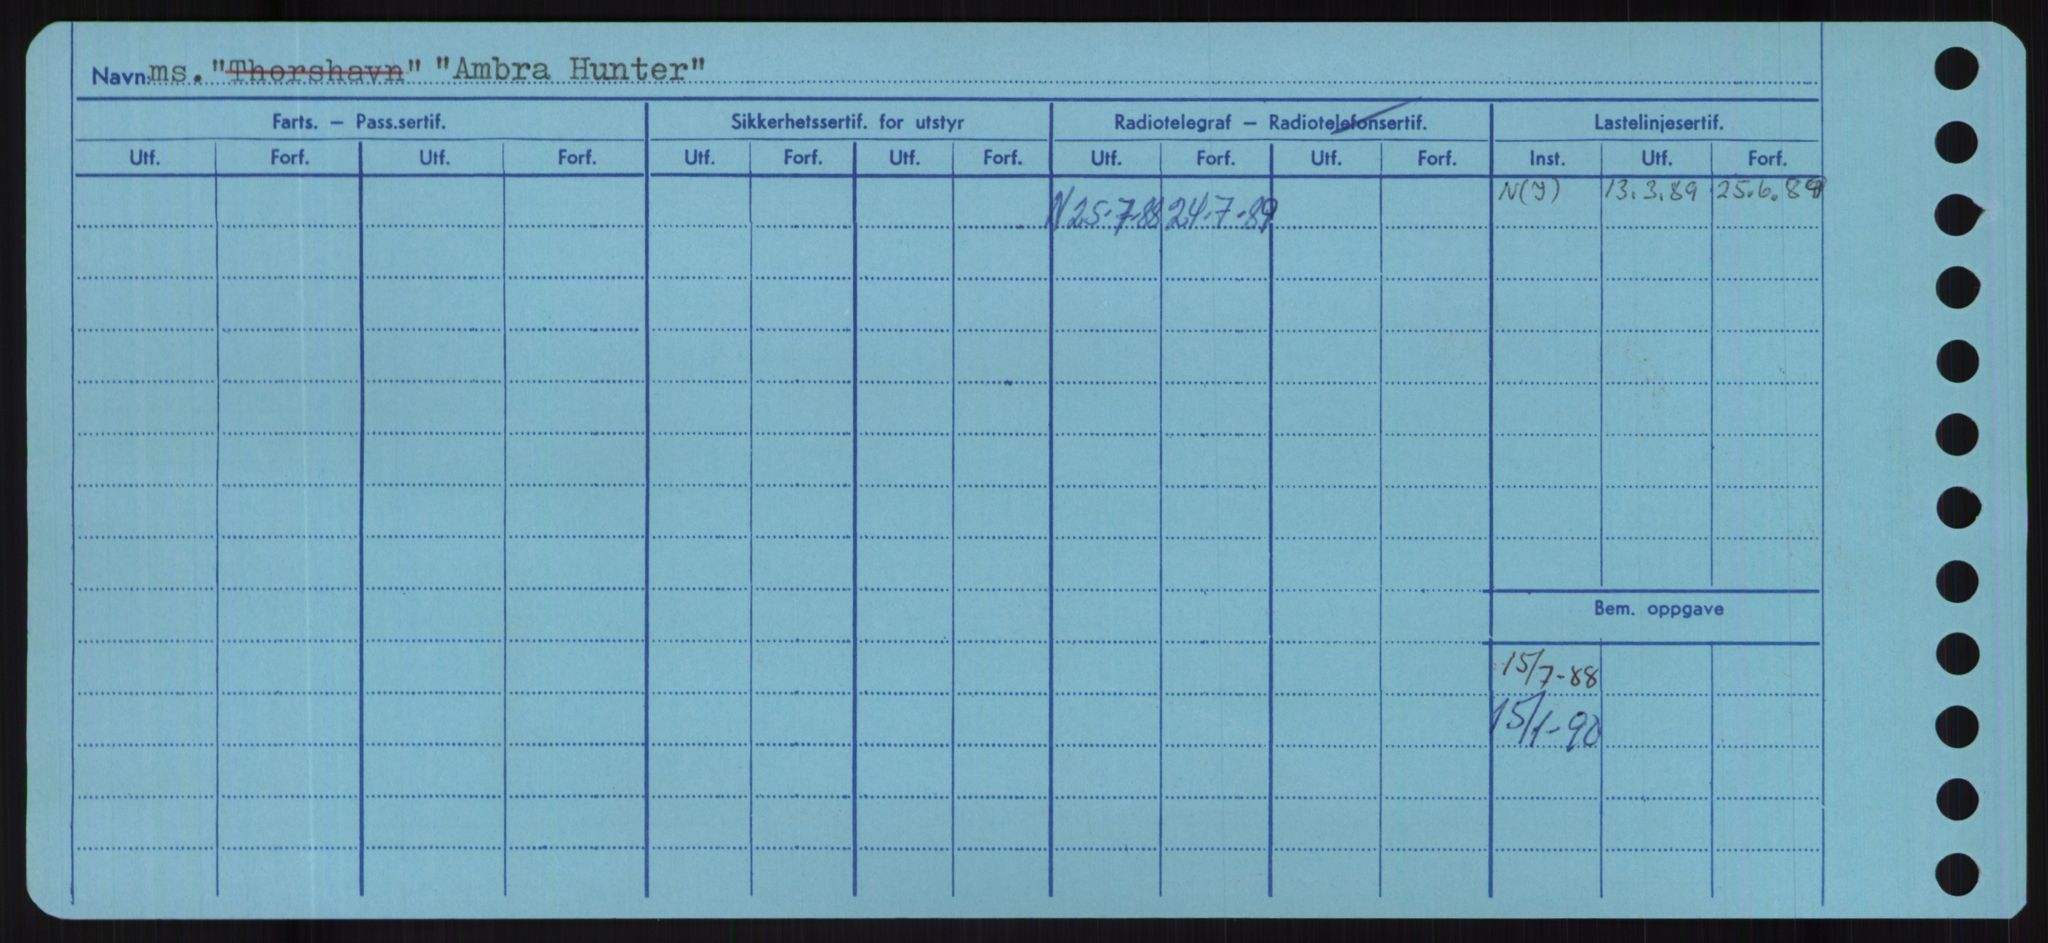 Navn: ms. "Thorshavn" "Ambra Hunter"
Farts. – Pass.sertif. Sikkerhetssertif. for utstyr Radiotelegraf – Radiotelefonsertif. Lastelinjesertif.
Utf. Forf. Utf. Forf. Utf. Forf. Utf. Forf. Utf. Forf. Utf. Forf. Inst. Utf. Forf.
N 25-7-88 24-7-89 N(I) 13.3.89 25.6.89
Bem. oppgave
15/7-88
15/1-90